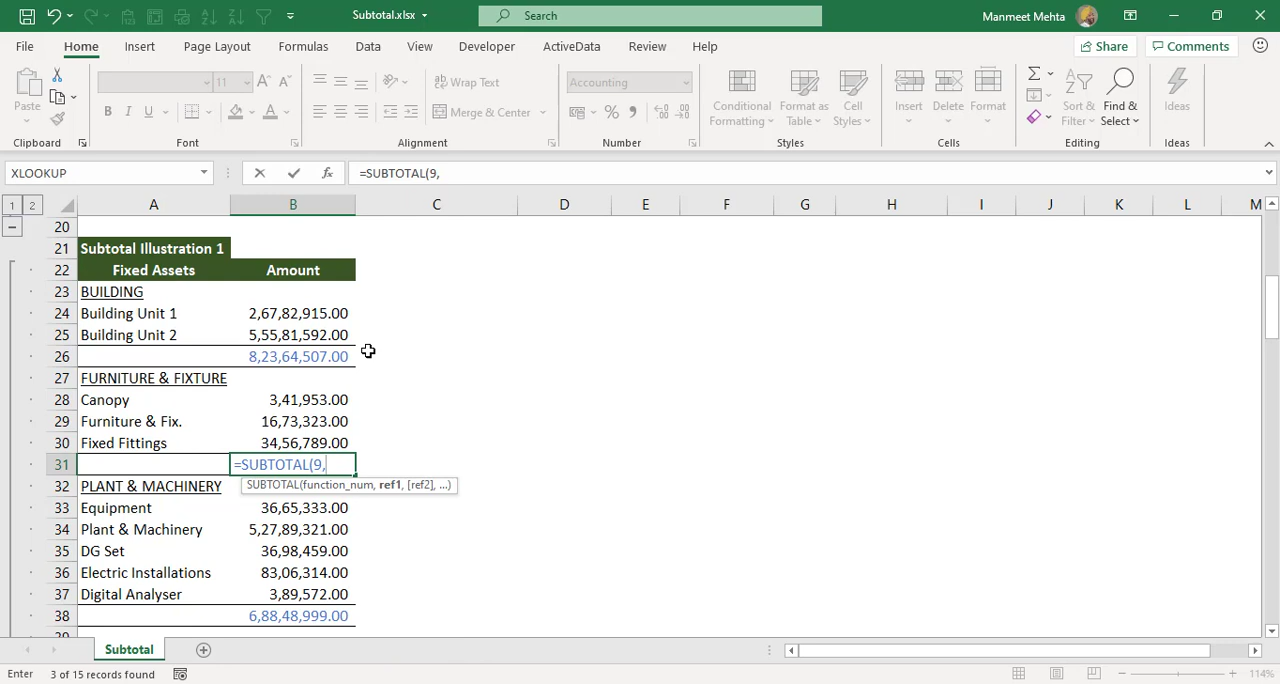 Subtotal.xlsx
Search
Manmeet Mehta
File Home Insert Page Layout Formulas Data View Developer ActiveData Review Help Share Comments
Paste
11
Wrap Text
Merge & Center
Accounting
Conditional Formatting
Format as Table
Cell Styles
Insert
Delete
Format
Sort & Filter
Find & Select
Ideas
Clipboard Font Alignment Number Styles Cells Editing Ideas
XLOOKUP fx =SUBTOTAL(9,
1 2 A B C D E F G H I J K L M
20
21 Subtotal Illustration 1
22 Fixed Assets Amount
23 BUILDING
24 Building Unit 1 2,67,82,915.00
25 Building Unit 2 5,55,81,592.00
26 8,23,64,507.00
27 FURNITURE & FIXTURE
28 Canopy 3,41,953.00
29 Furniture & Fix. 16,73,323.00
30 Fixed Fittings 34,56,789.00
31 =SUBTOTAL(9,
32 PLANT & MACHINERY SUBTOTAL(function_num, ref1, [ref2], ...)
33 Equipment 36,65,333.00
34 Plant & Machinery 5,27,89,321.00
35 DG Set 36,98,459.00
36 Electric Installations 83,06,314.00
37 Digital Analyser 3,89,572.00
38 6,88,48,999.00
Subtotal
Enter 3 of 15 records found 114%